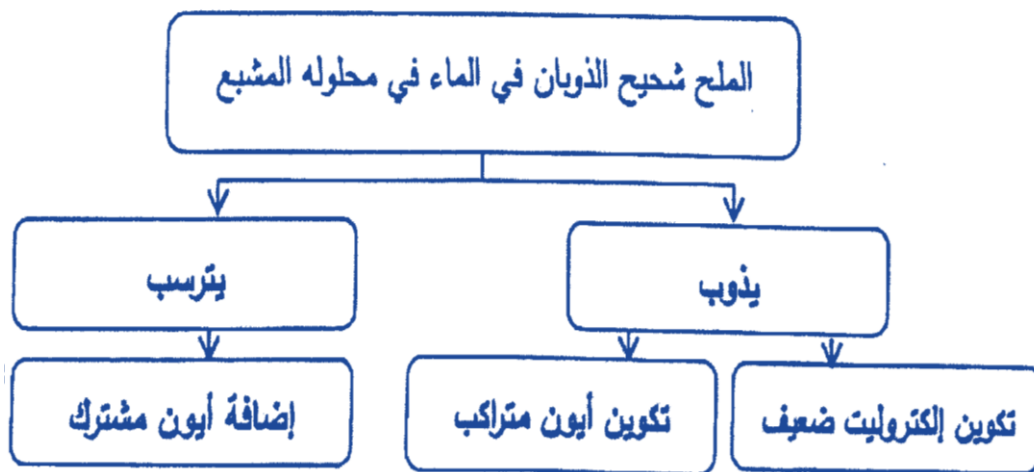 الملح شحيح الذوبان في الماء في محلوله المشبع
يذوب
يترسب
تكوين إلكتروليت ضعيف
تكوين أيون متراكب
إضافة أيون مشترك